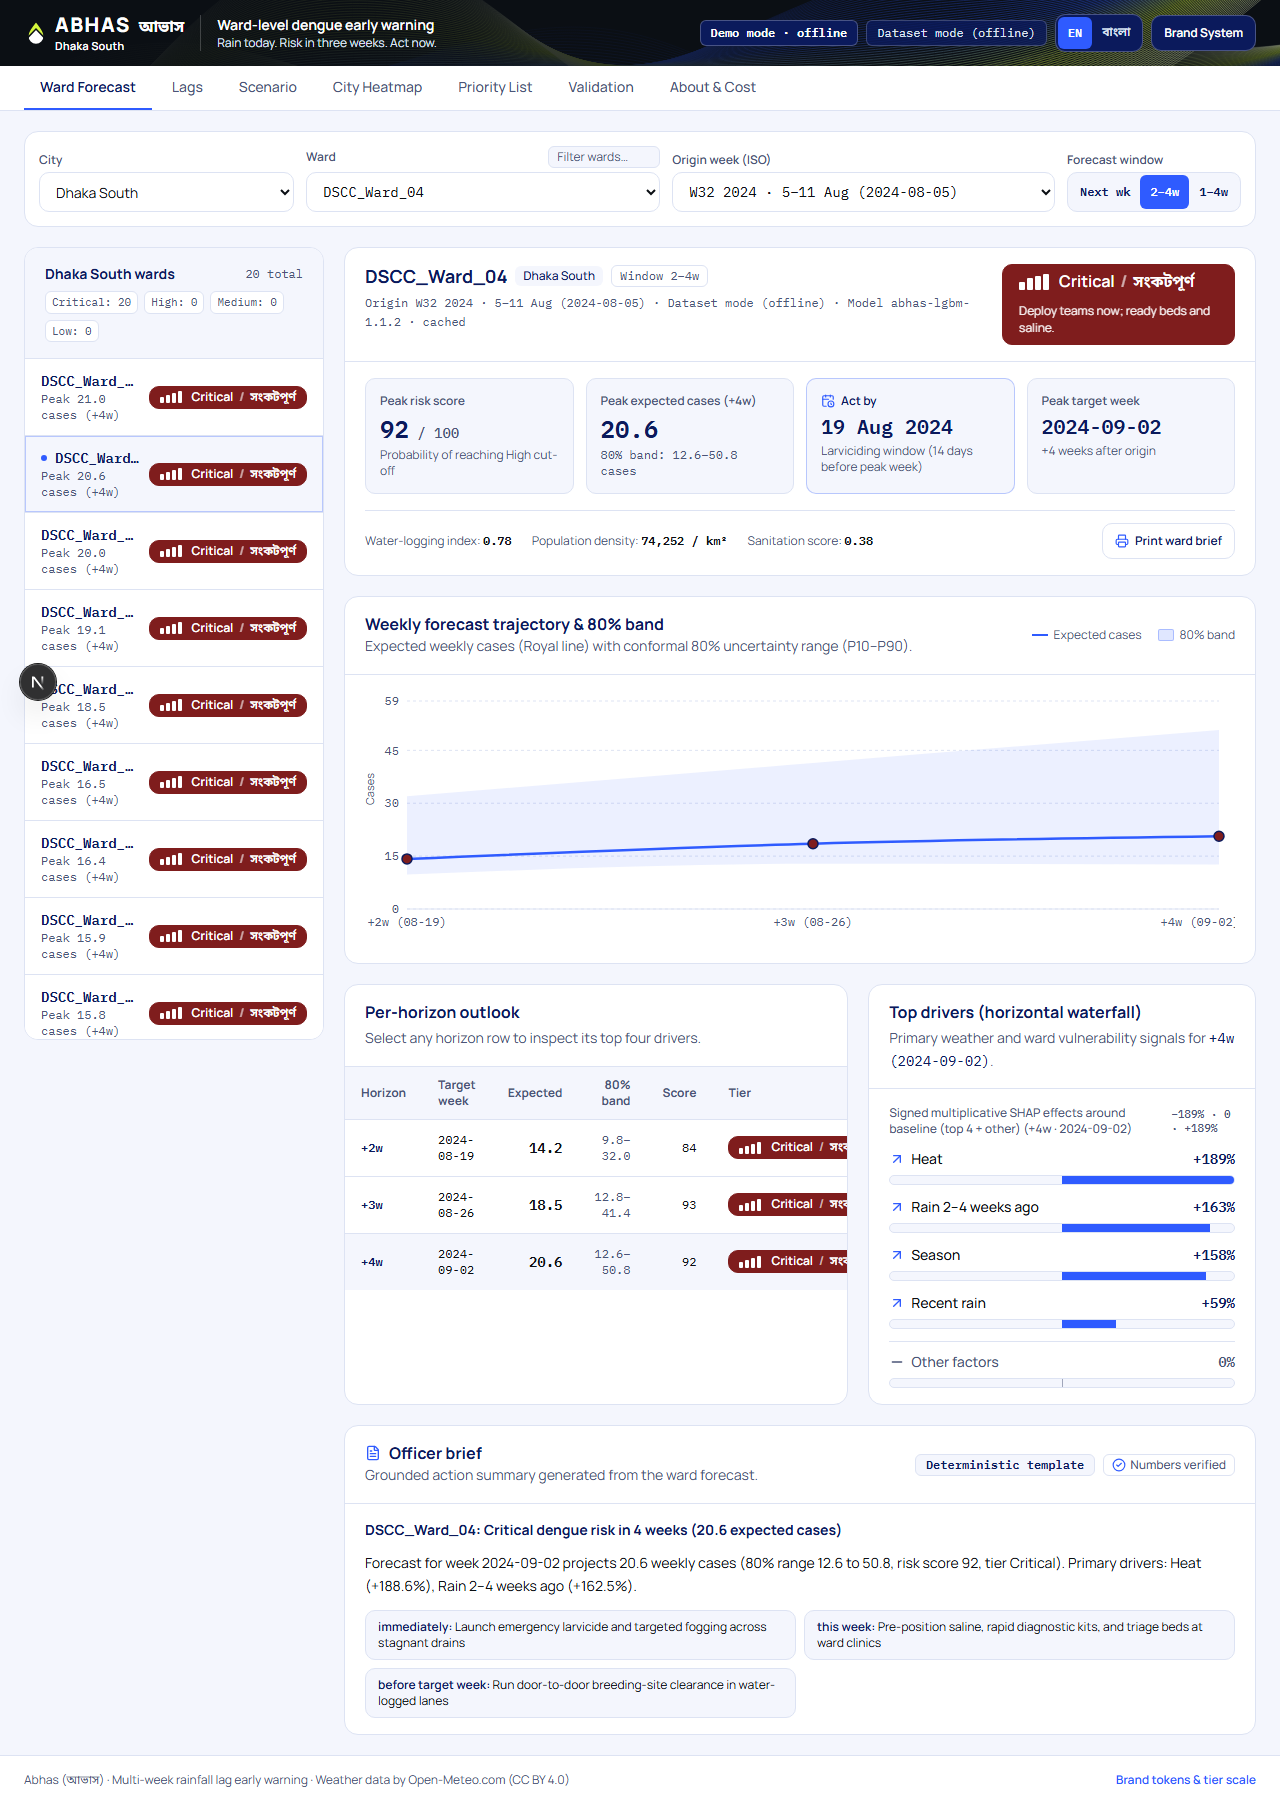 ABHAS আভাস
Dhaka South
Ward-level dengue early warning
Rain today. Risk in three weeks. Act now.
Demo mode · offline
Dataset mode (offline)
EN বাংলা
Brand System
Ward Forecast Lags Scenario City Heatmap Priority List Validation About & Cost
City
Dhaka South
Ward Filter wards…
DSCC_Ward_04
Origin week (ISO)
W32 2024 · 5–11 Aug (2024-08-05)
Forecast window
Next wk 2–4w 1–4w
Dhaka South wards 20 total
Critical: 20 High: 0 Medium: 0
Low: 0
DSCC_Ward_…
Peak 21.0
cases (+4w)
Critical / সংকটপূর্ণ
DSCC_Ward…
Peak 20.6
cases (+4w)
Critical / সংকটপূর্ণ
DSCC_Ward_…
Peak 20.0
cases (+4w)
Critical / সংকটপূর্ণ
DSCC_Ward_…
Peak 19.1
cases (+4w)
Critical / সংকটপূর্ণ
N
CC_Ward_…
Peak 18.5
cases (+4w)
Critical / সংকটপূর্ণ
DSCC_Ward_…
Peak 16.5
cases (+4w)
Critical / সংকটপূর্ণ
DSCC_Ward_…
Peak 16.4
cases (+4w)
Critical / সংকটপূর্ণ
DSCC_Ward_…
Peak 15.9
cases (+4w)
Critical / সংকটপূর্ণ
DSCC_Ward_…
Peak 15.8
cases (+4w)
Critical / সংকটপূর্ণ
DSCC_Ward_04 Dhaka South Window 2–4w
Origin W32 2024 · 5–11 Aug (2024-08-05) · Dataset mode (offline) · Model abhas-lgbm-
1.1.2 · cached
Critical / সংকটপূর্ণ
Deploy teams now; ready beds and
saline.
Peak risk score
92 / 100
Probability of reaching High cut-
off
Peak expected cases (+4w)
20.6
80% band: 12.6–50.8
cases
Act by
19 Aug 2024
Larviciding window (14 days
before peak week)
Peak target week
2024-09-02
+4 weeks after origin
Water-logging index: 0.78 Population density: 74,252 / km² Sanitation score: 0.38
Print ward brief
Weekly forecast trajectory & 80% band
Expected weekly cases (Royal line) with conformal 80% uncertainty range (P10–P90).
Expected cases 80% band
Cases
59
45
30
15
0
+2w (08-19) +3w (08-26) +4w (09-02)
Per-horizon outlook
Select any horizon row to inspect its top four drivers.
Horizon Target week Expected 80% band Score Tier
+2w 2024-08-19 14.2 9.8–32.0 84 Critical /
+3w 2024-08-26 18.5 12.8–41.4 93 Critical /
+4w 2024-09-02 20.6 12.6–50.8 92 Critical /
Top drivers (horizontal waterfall)
Primary weather and ward vulnerability signals for +4w
(2024-09-02).
Signed multiplicative SHAP effects around
baseline (top 4 + other) (+4w · 2024-09-02)
−189% · 0
· +189%
Heat +189%
Rain 2–4 weeks ago +163%
Season +158%
Recent rain +59%
Other factors 0%
Officer brief
Grounded action summary generated from the ward forecast.
Deterministic template
Numbers verified
DSCC_Ward_04: Critical dengue risk in 4 weeks (20.6 expected cases)
Forecast for week 2024-09-02 projects 20.6 weekly cases (80% range 12.6 to 50.8, risk score 92, tier Critical). Primary drivers: Heat
(+188.6%), Rain 2–4 weeks ago (+162.5%).
immediately: Launch emergency larvicide and targeted fogging across
stagnant drains
this week: Pre-position saline, rapid diagnostic kits, and triage beds at
ward clinics
before target week: Run door-to-door breeding-site clearance in water-
logged lanes
Abhas (আভাস) · Multi-week rainfall lag early warning · Weather data by Open-Meteo.com (CC BY 4.0)
Brand tokens & tier scale